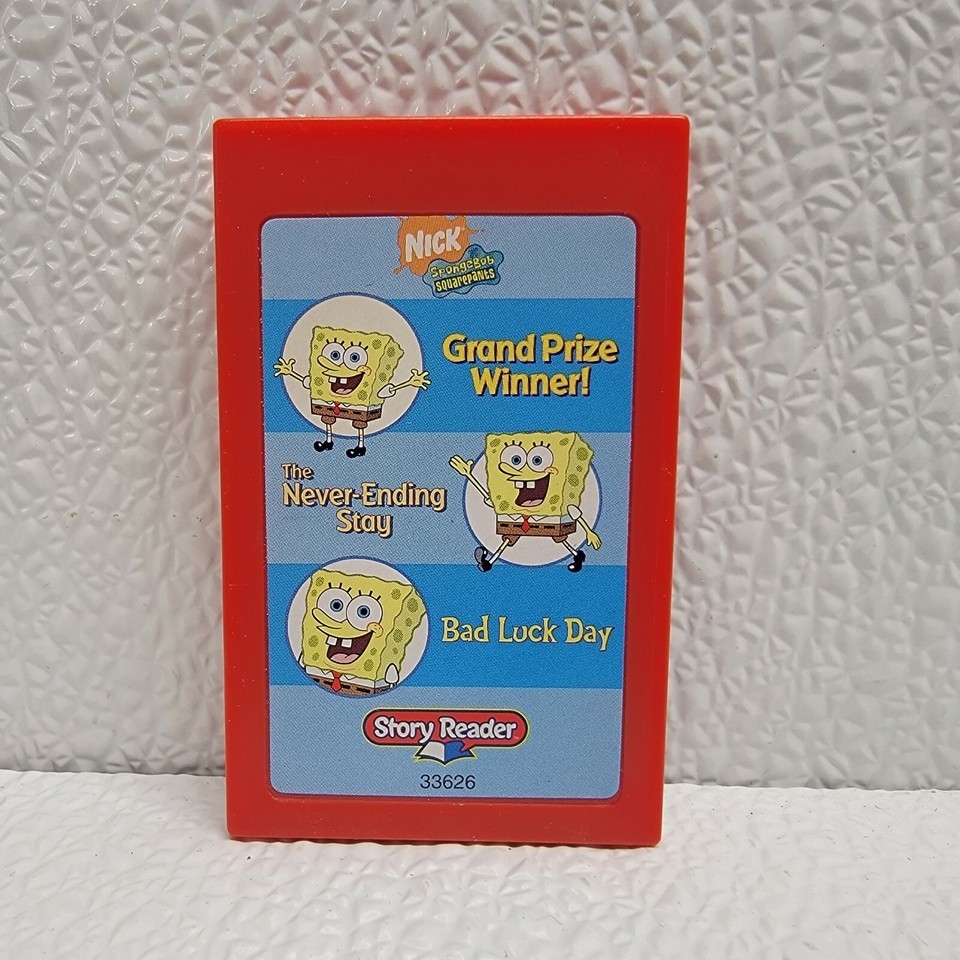 NICK
SpongeBob
SquarePants
Grand Prize
Winner!
The
Never-Ending
Stay
Bad Luck Day
Story Reader
33626